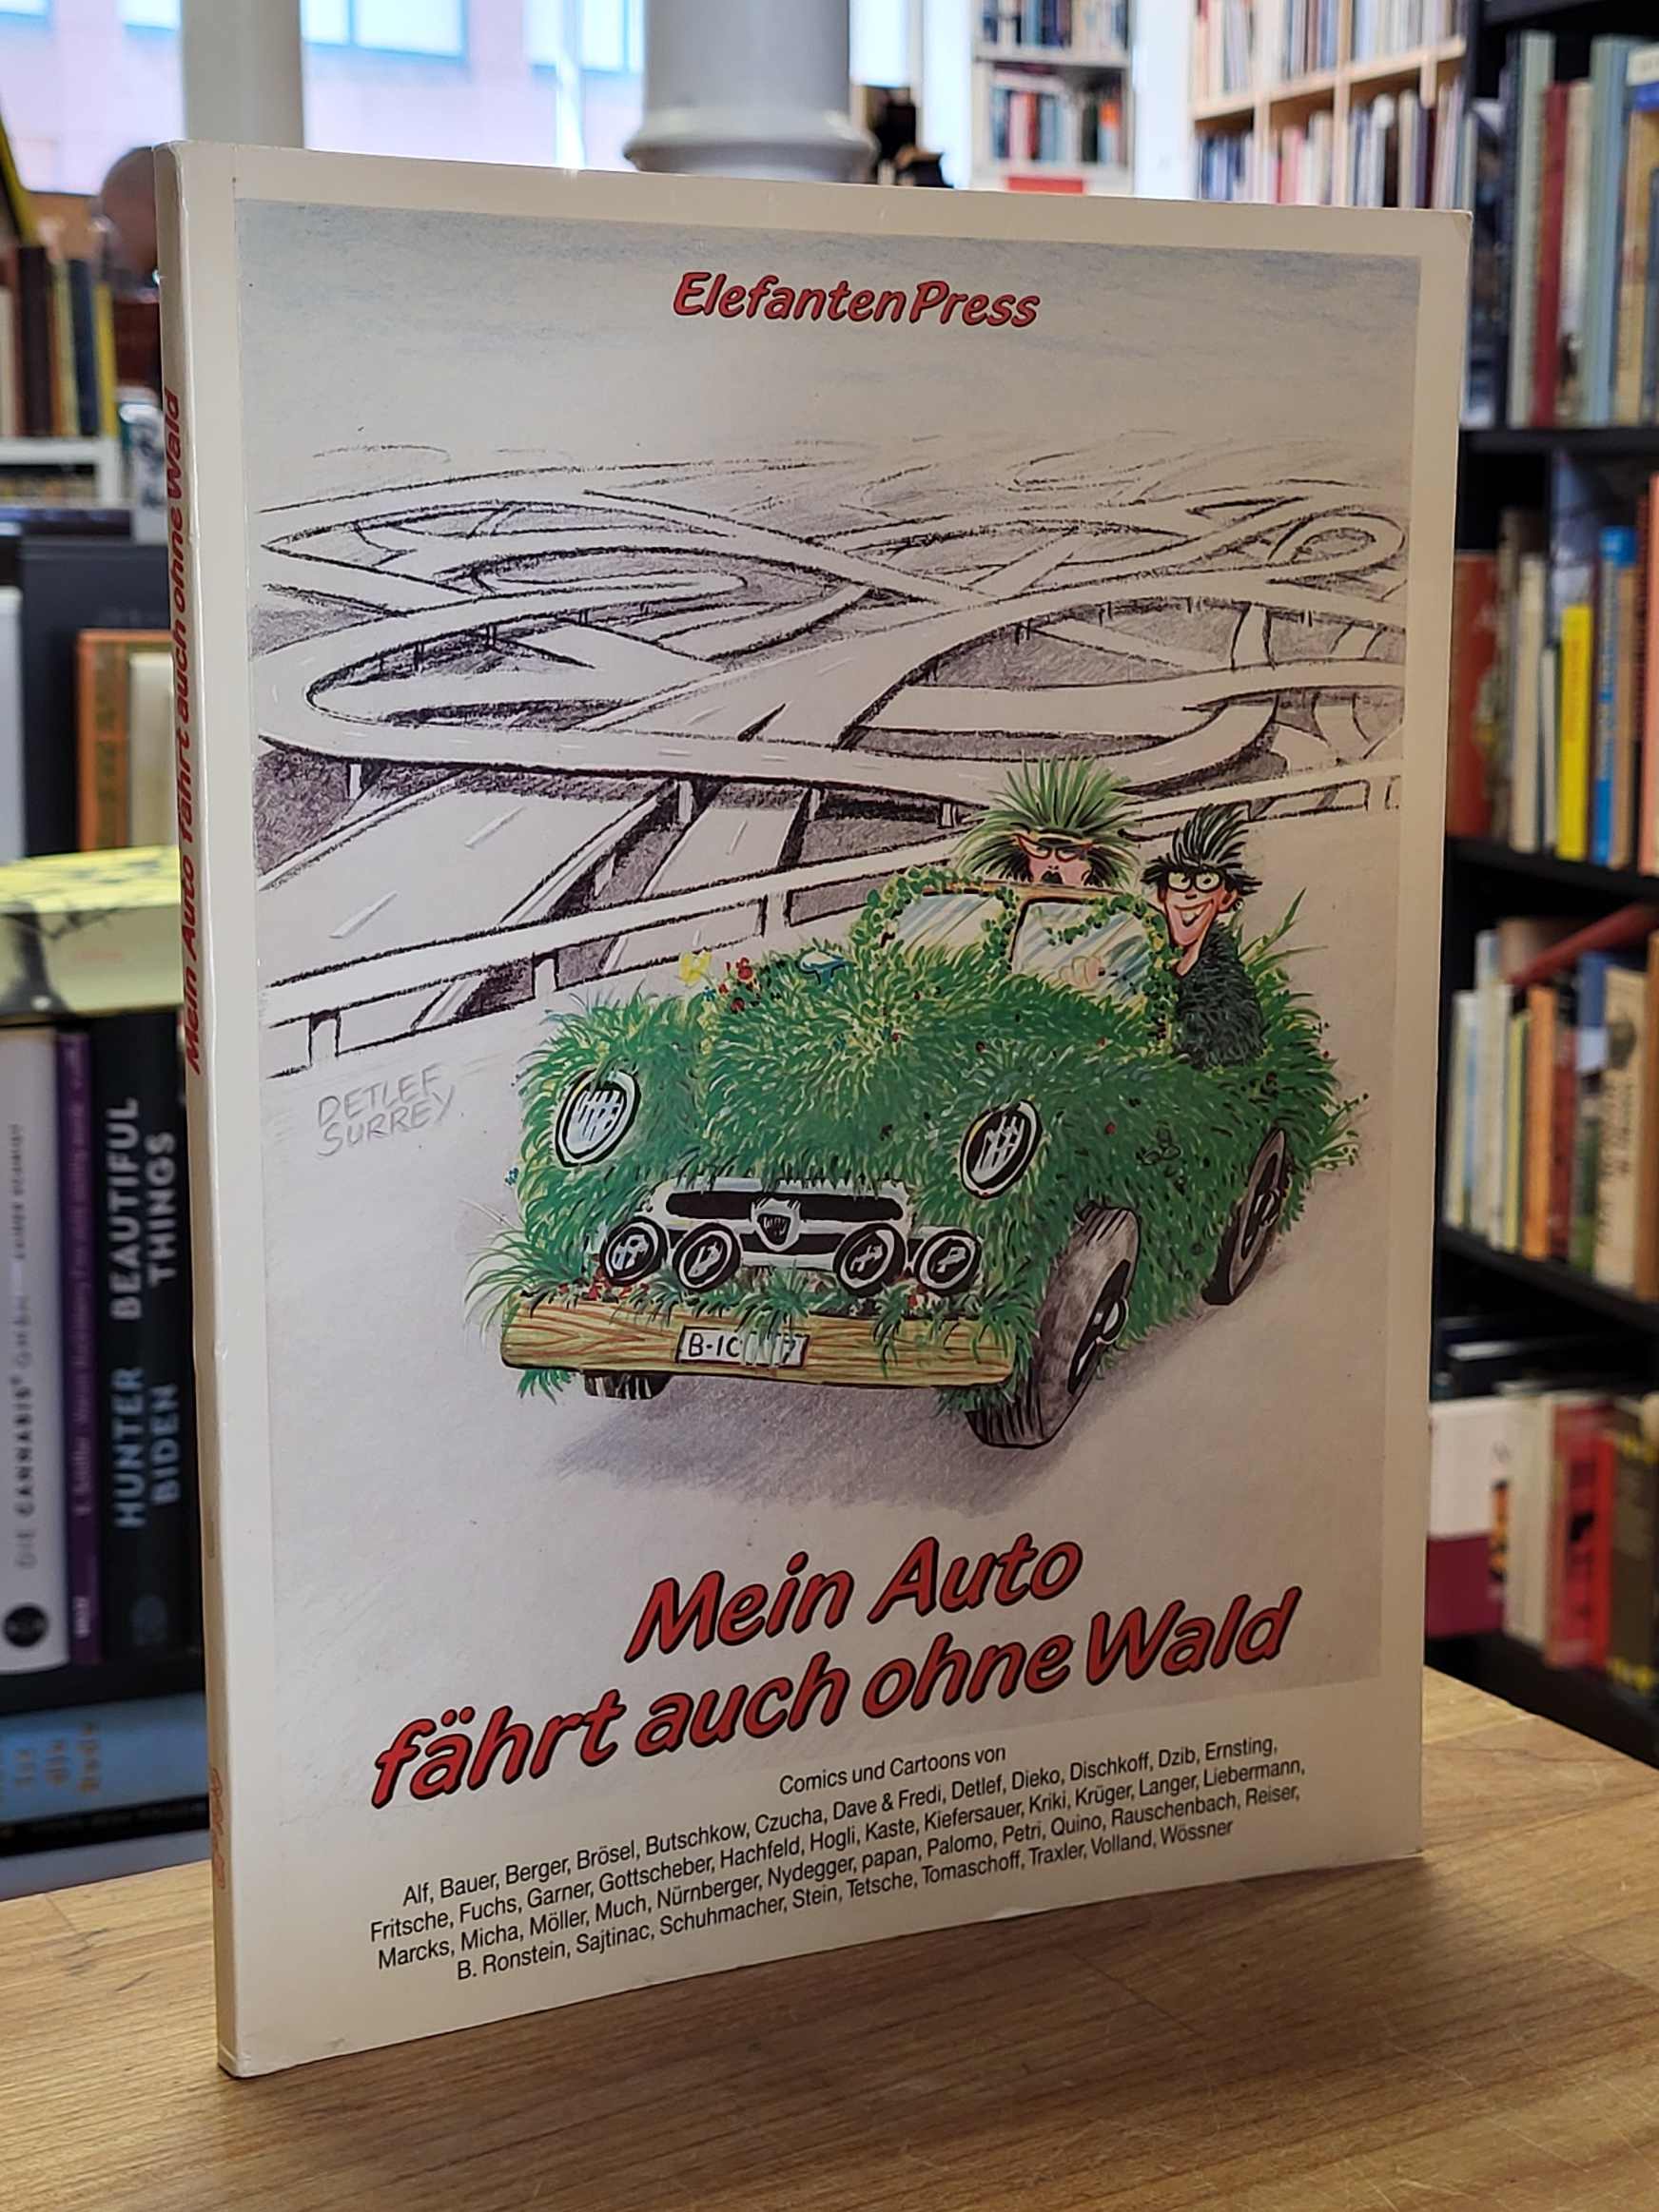 ElefantenPress
DETLEF
SURREY
B-IC
Mein Auto
fährt auch ohne Wald
Comics und Cartoons von
Alf, Bauer, Berger, Brösel, Butschkow, Czucha, Dave & Fredi, Detlef, Dieko, Dischkoff, Dzib, Ernsting,
Fritsche, Fuchs, Garner, Gottscheber, Hachfeld, Hogli, Kaste, Kiefersauer, Kriki, Krüger, Langer, Liebermann,
Marcks, Micha, Möller, Much, Nürnberger, Nydegger, papan, Palomo, Petri, Quino, Rauschenbach, Reiser,
B. Ronstein, Sajtinac, Schuhmacher, Stein, Tetsche, Tomaschoff, Traxler, Volland, Wössner
Mein Auto fährt auch ohne Wald
HUNTER BIDEN
BEAUTIFUL THINGS
DIE CANNABIS